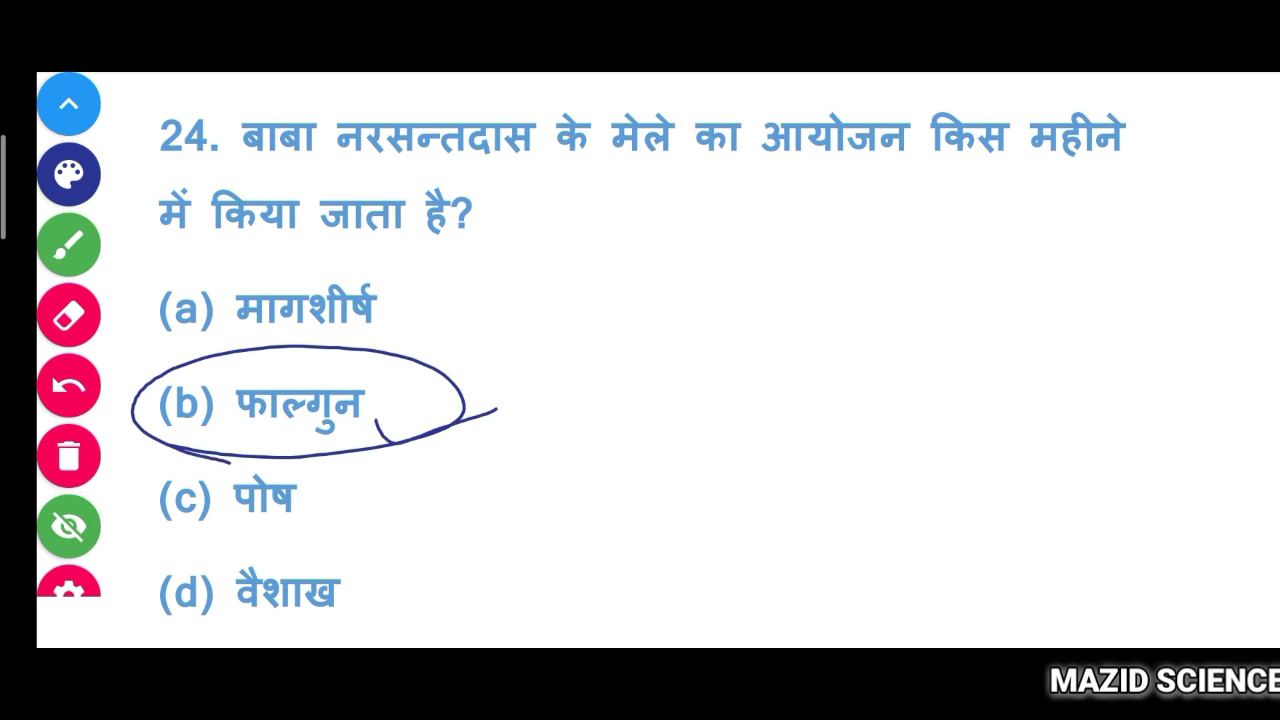 24. बाबा नरसन्तदास के मेले का आयोजन किस महीने
में किया जाता है?
(a) मागशीर्ष
(b) फाल्गुन
(c) पोष
(d) वैशाख
MAZID SCIENCE